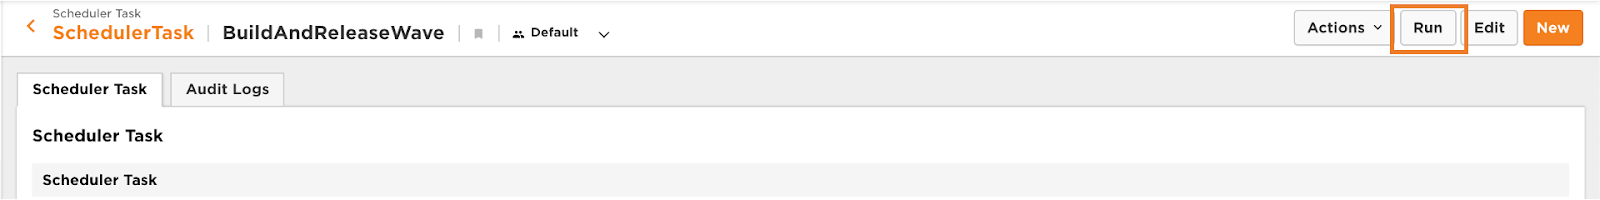 Scheduler Task
SchedulerTask BuildAndReleaseWave Default Actions Run Edit New
Scheduler Task Audit Logs
Scheduler Task
Scheduler Task